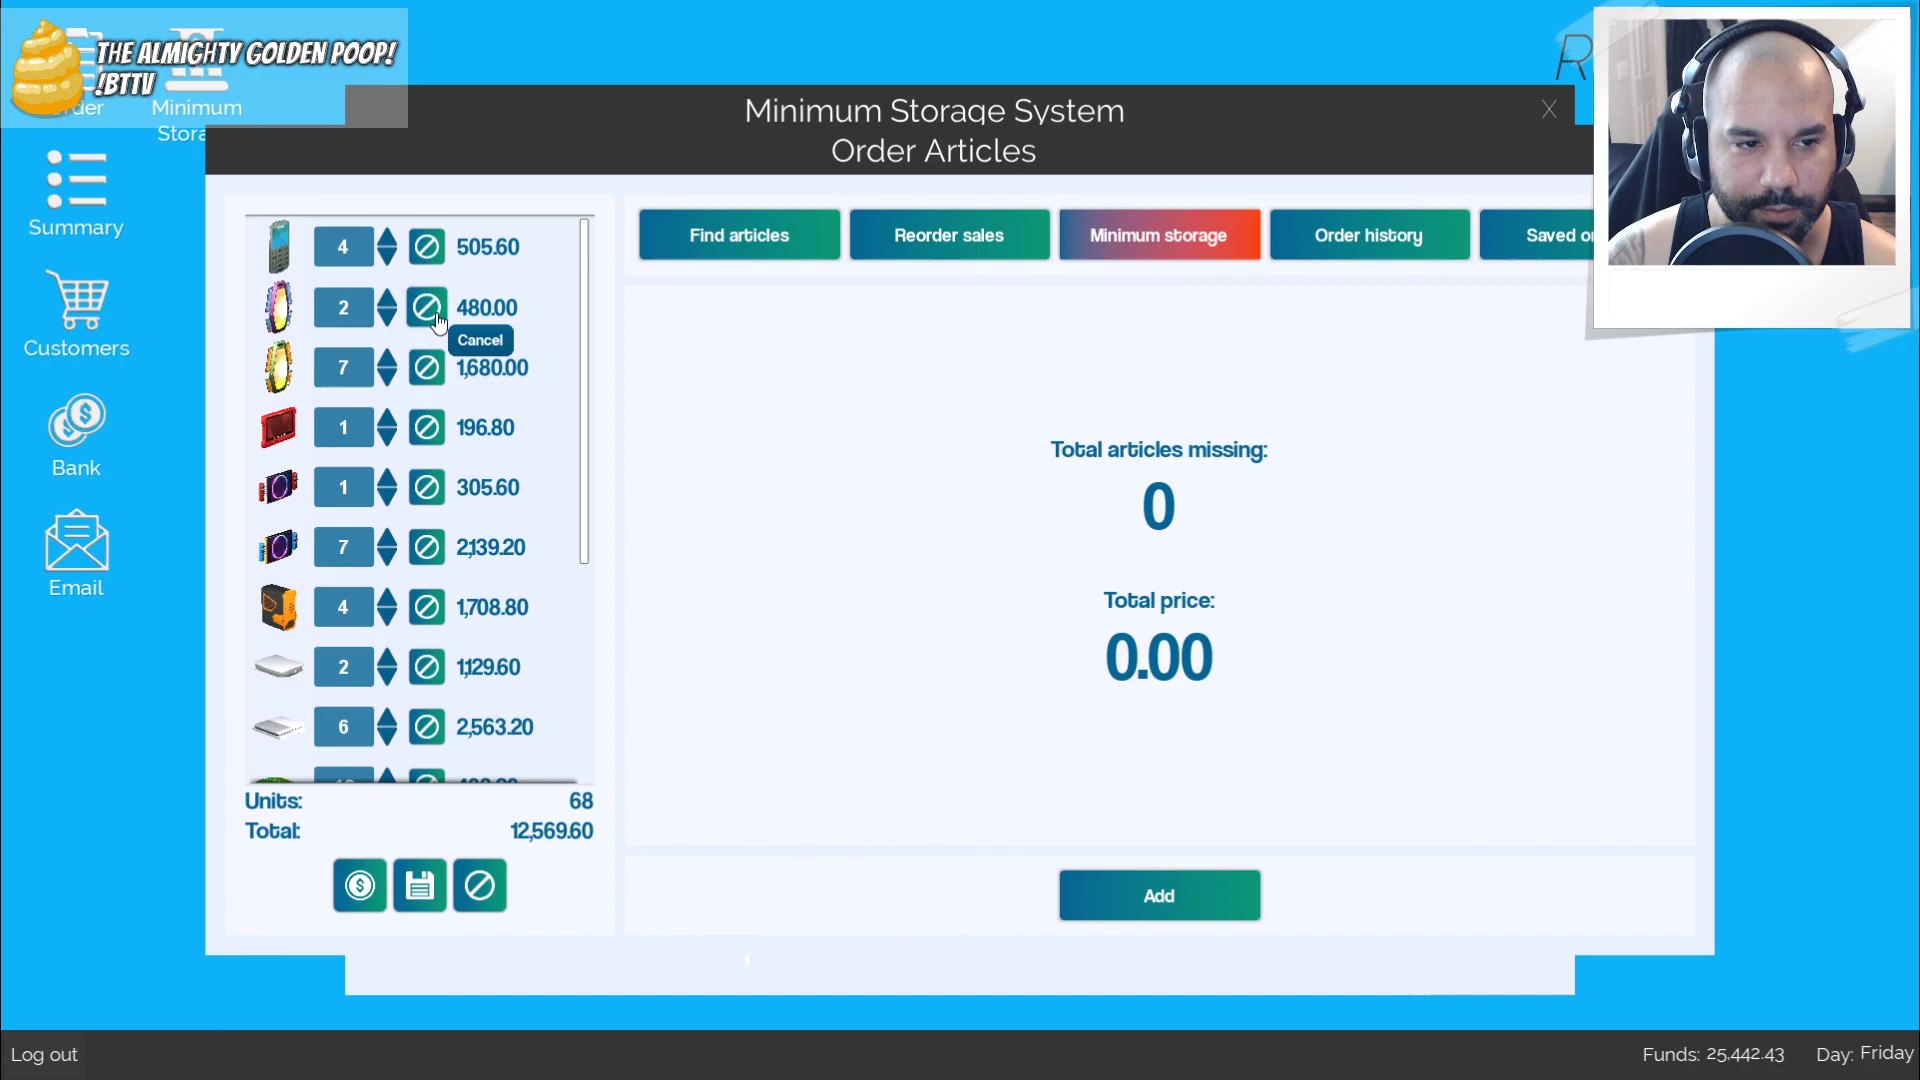 THE ALMIGHTY GOLDEN POOP!
!BTTV
Minimum
Summary
Customers
Bank
Email
Minimum Storage System
Order Articles
X
R
4 505.60
2 480.00
Cancel
7 1,680.00
1 196.80
1 305.60
7 2,139.20
4 1,708.80
2 1,129.60
6 2,563.20
Units: 68
Total: 12,569.60
Find articles
Reorder sales
Minimum storage
Order history
Saved
Total articles missing:
0
Total price:
0.00
Add
Log out
Funds: 25,442.43 Day: Friday